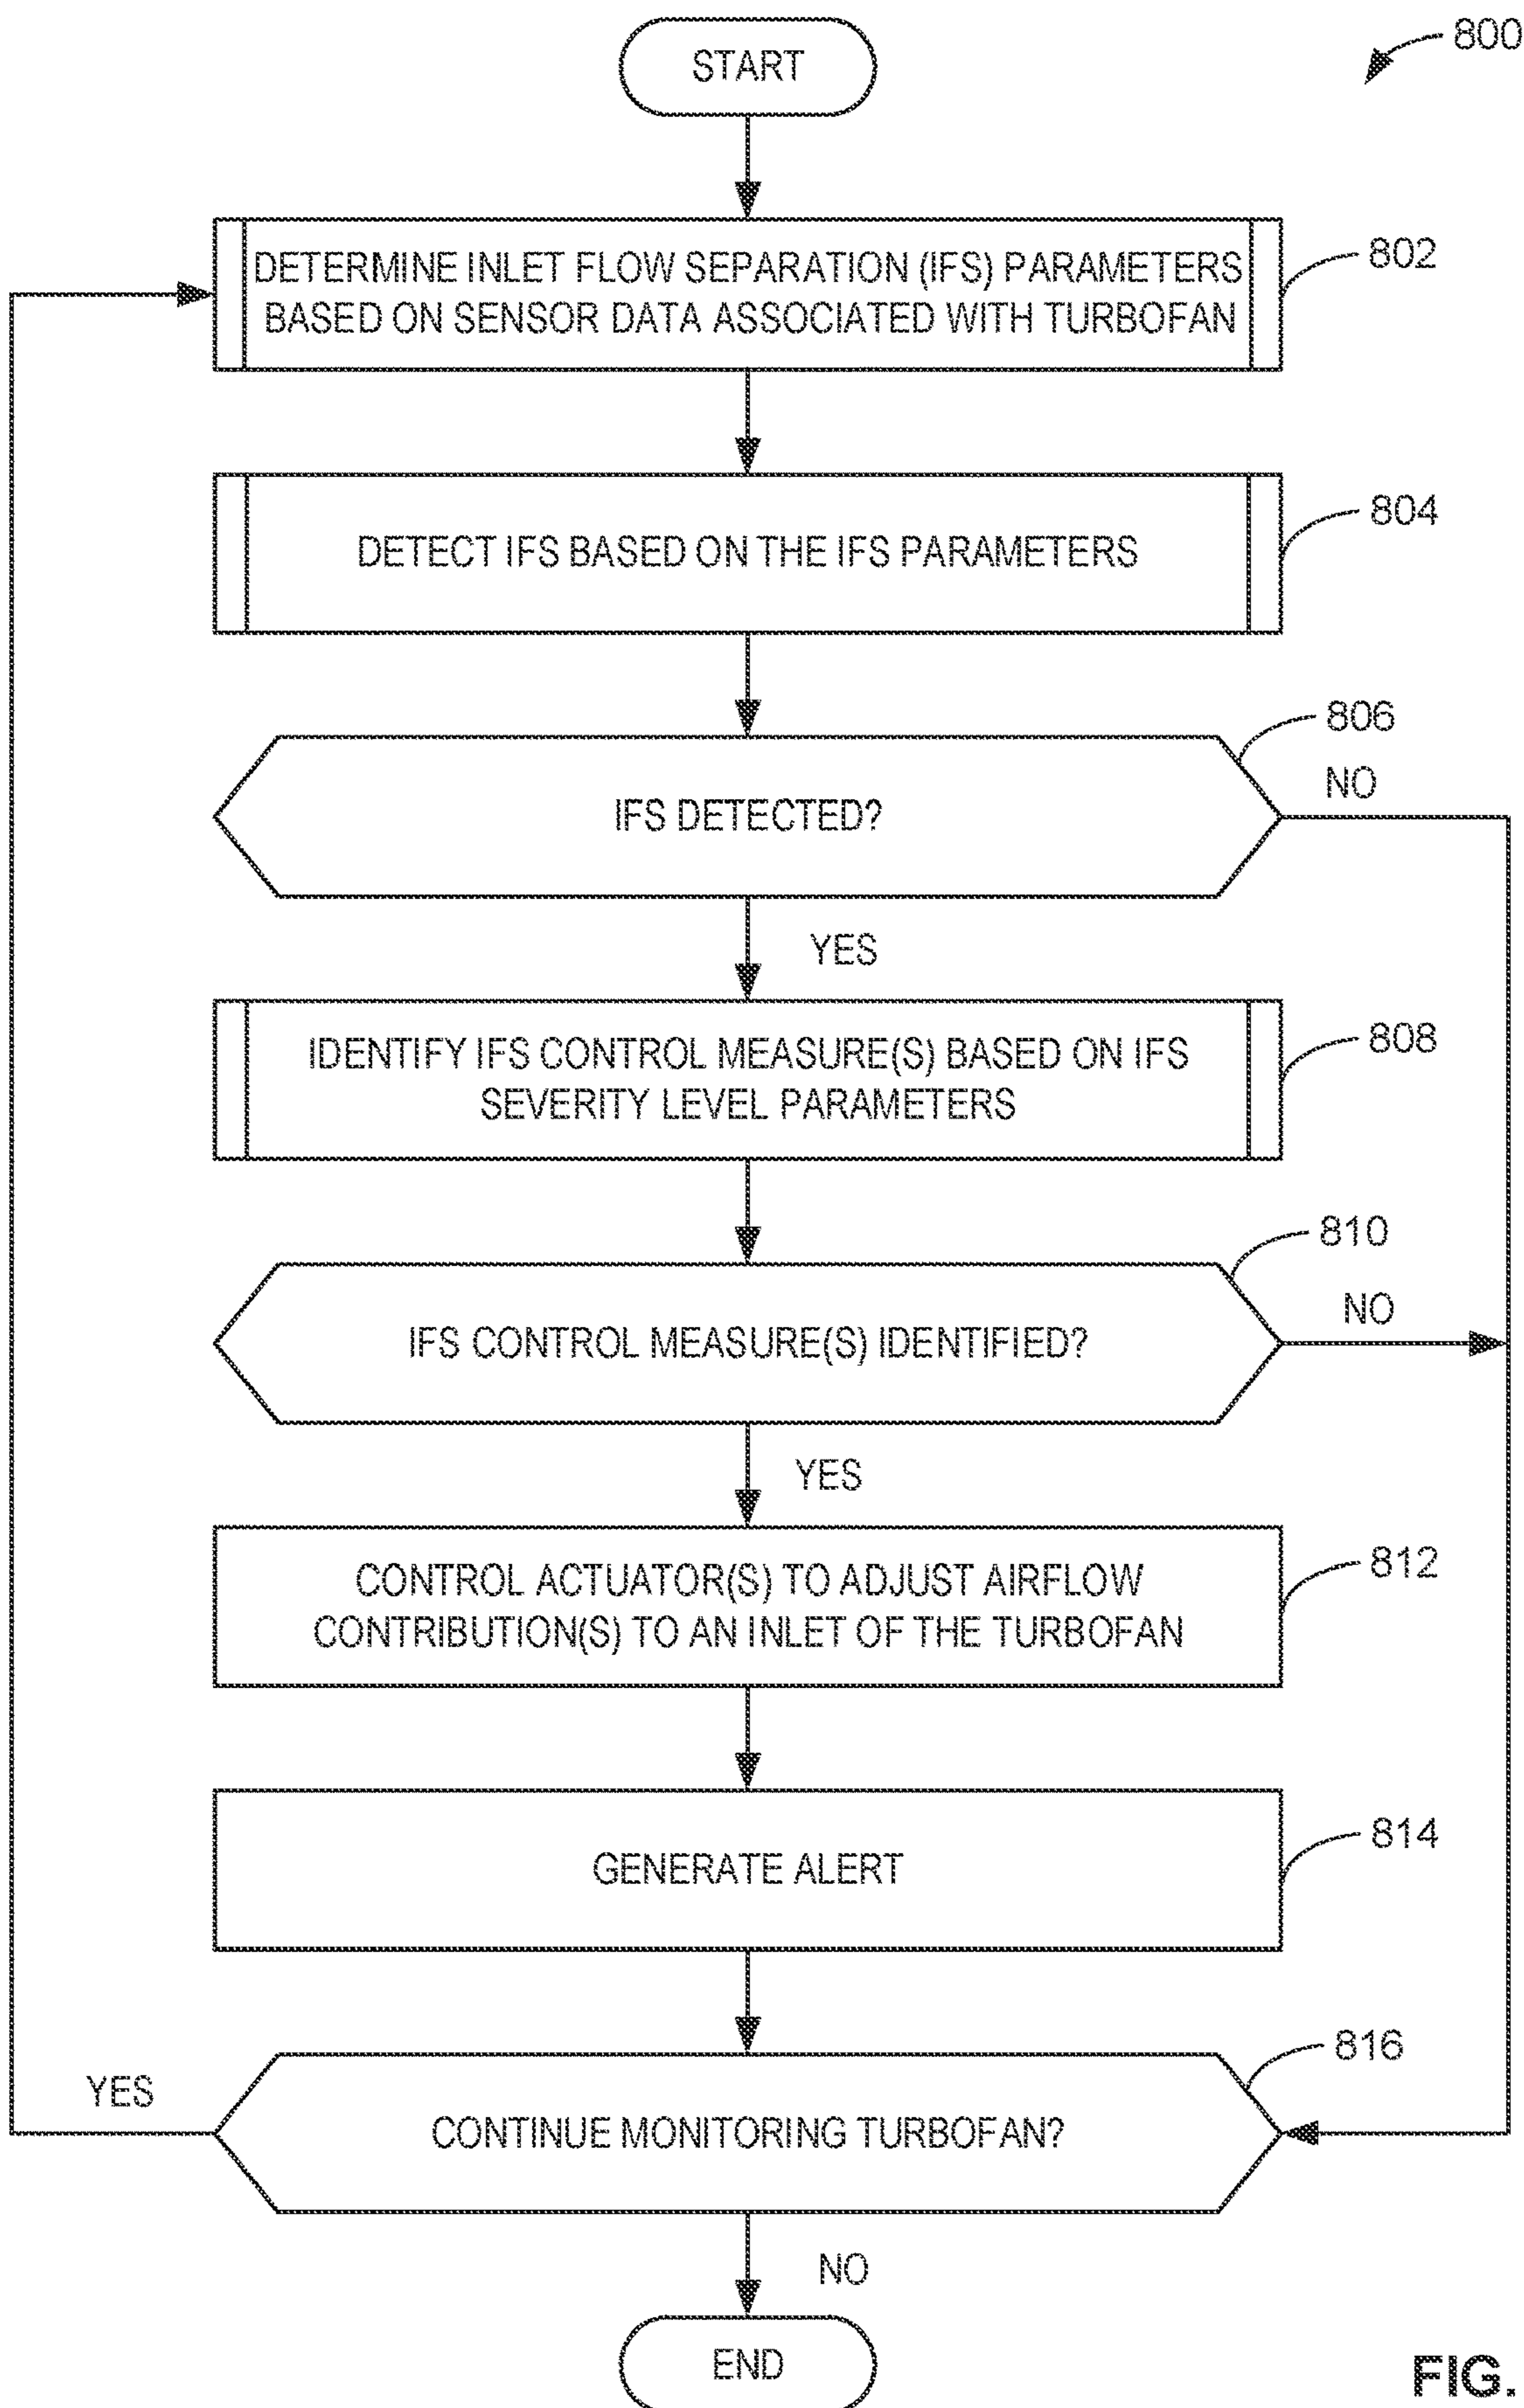 800
START
DETERMINE INLET FLOW SEPARATION (IFS) PARAMETERS
BASED ON SENSOR DATA ASSOCIATED WITH TURBOFAN
802
DETECT IFS BASED ON THE IFS PARAMETERS
804
806
IFS DETECTED?
NO
YES
IDENTIFY IFS CONTROL MEASURE(S) BASED ON IFS
SEVERITY LEVEL PARAMETERS
808
810
IFS CONTROL MEASURE(S) IDENTIFIED?
NO
YES
CONTROL ACTUATOR(S) TO ADJUST AIRFLOW
CONTRIBUTION(S) TO AN INLET OF THE TURBOFAN
812
GENERATE ALERT
814
816
YES
CONTINUE MONITORING TURBOFAN?
NO
END
FIG.